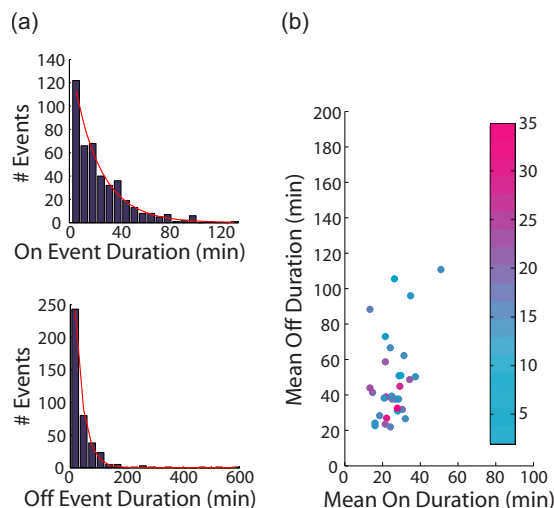 (a)
# Events
140
120
100
80
60
40
20
0
0 40 80 120
On Event Duration (min)
# Events
250
200
150
100
50
0
0 200 400 600
Off Event Duration (min)
(b)
Mean Off Duration (min)
200
180
160
140
120
100
80
60
40
20
0
0 20 40 60 80 100
Mean On Duration (min)
35
30
25
20
15
10
5